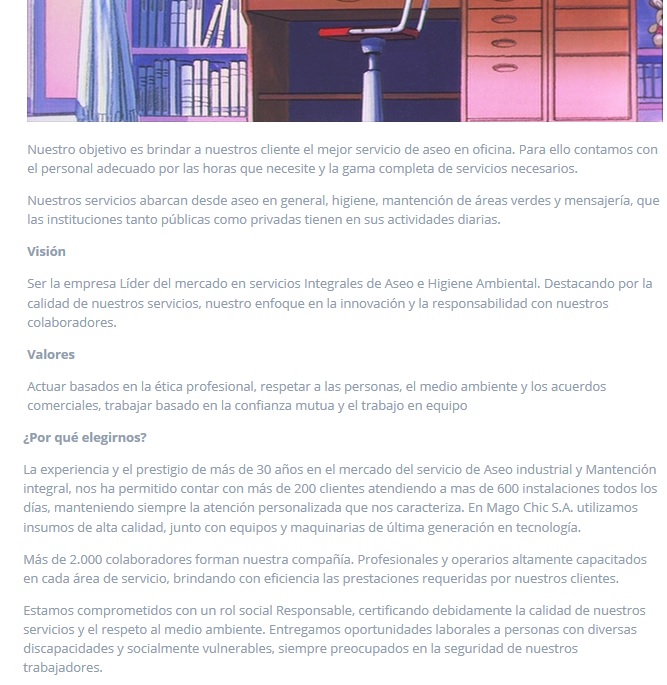 Nuestro objetivo es brindar a nuestros cliente el mejor servicio de aseo en oficina. Para ello contamos con
el personal adecuado por las horas que necesite y la gama completa de servicios necesarios.
Nuestros servicios abarcan desde aseo en general, higiene, mantención de áreas verdes y mensajería, que
las instituciones tanto públicas como privadas tienen en sus actividades diarias.
Visión
Ser la empresa Líder del mercado en servicios Integrales de Aseo e Higiene Ambiental. Destacando por la
calidad de nuestros servicios, nuestro enfoque en la innovación y la responsabilidad con nuestros
colaboradores.
Valores
Actuar basados en la ética profesional, respetar a las personas, el medio ambiente y los acuerdos
comerciales, trabajar basado en la confianza mutua y el trabajo en equipo
¿Por qué elegirnos?
La experiencia y el prestigio de más de 30 años en el mercado del servicio de Aseo industrial y Mantención
integral, nos ha permitido contar con más de 200 clientes atendiendo a mas de 600 instalaciones todos los
días, manteniendo siempre la atención personalizada que nos caracteriza. En Mago Chic S.A. utilizamos
insumos de alta calidad, junto con equipos y maquinarias de última generación en tecnología.
Más de 2.000 colaboradores forman nuestra compañía. Profesionales y operarios altamente capacitados
en cada área de servicio, brindando con eficiencia las prestaciones requeridas por nuestros clientes.
Estamos comprometidos con un rol social Responsable, certificando debidamente la calidad de nuestros
servicios y el respeto al medio ambiente. Entregamos oportunidades laborales a personas con diversas
discapacidades y socialmente vulnerables, siempre preocupados en la seguridad de nuestros
trabajadores.